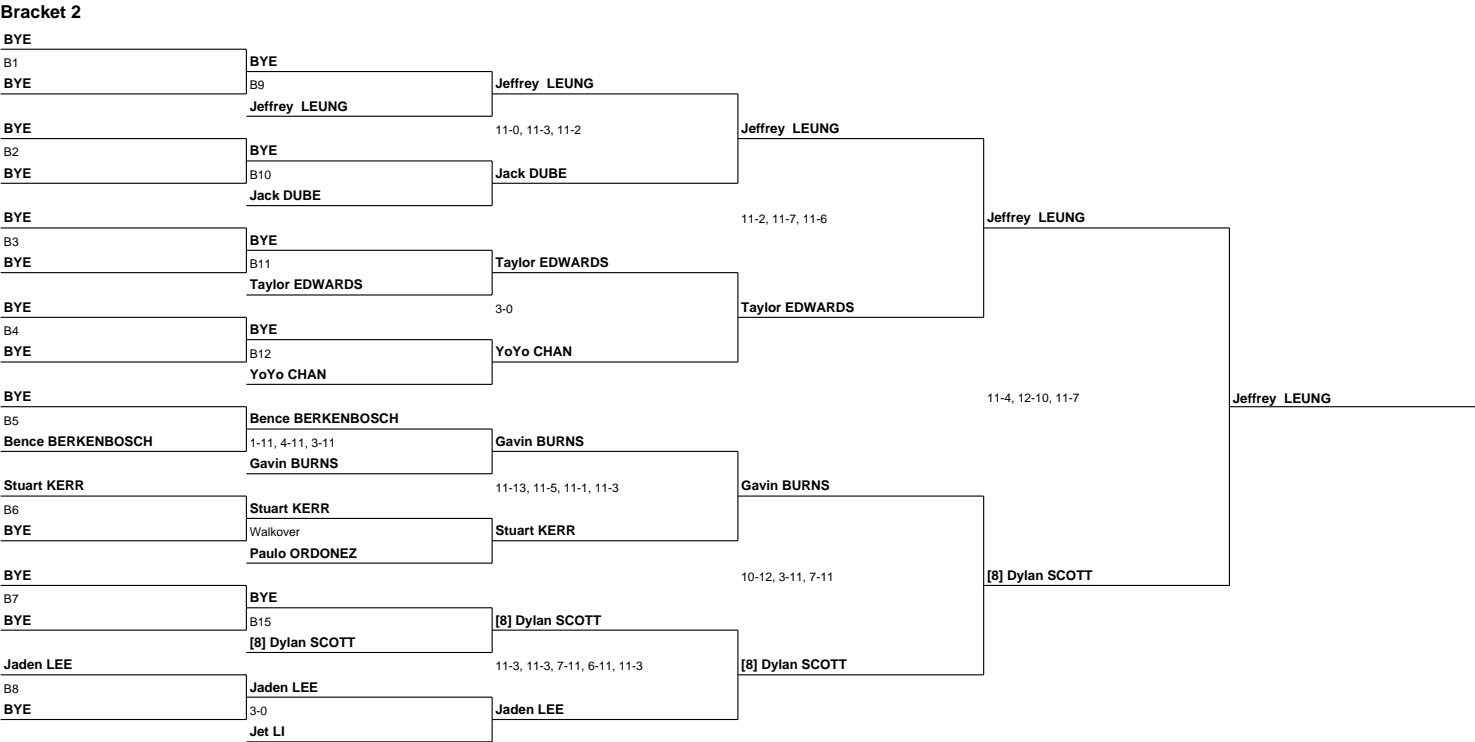 Bracket 2
BYE
B1
BYE
BYE
B9
Jeffrey  LEUNG
Jeffrey  LEUNG
BYE
B2
BYE
BYE
B10
Jack DUBE
11-0, 11-3, 11-2
Jack DUBE
Jeffrey  LEUNG
BYE
B3
BYE
BYE
B11
Taylor EDWARDS
Taylor EDWARDS
11-2, 11-7, 11-6
Jeffrey  LEUNG
BYE
B4
BYE
BYE
B12
YoYo CHAN
3-0
YoYo CHAN
Taylor EDWARDS
BYE
B5
Bence BERKENBOSCH
Bence BERKENBOSCH
1-11, 4-11, 3-11
Gavin BURNS
Gavin BURNS
11-4, 12-10, 11-7
Jeffrey  LEUNG
Stuart KERR
B6
BYE
Stuart KERR
Walkover
Paulo ORDONEZ
11-13, 11-5, 11-1, 11-3
Stuart KERR
Gavin BURNS
BYE
B7
BYE
BYE
B15
[8] Dylan SCOTT
[8] Dylan SCOTT
10-12, 3-11, 7-11
[8] Dylan SCOTT
Jaden LEE
B8
BYE
Jaden LEE
3-0
Jet LI
11-3, 11-3, 7-11, 6-11, 11-3
Jaden LEE
[8] Dylan SCOTT